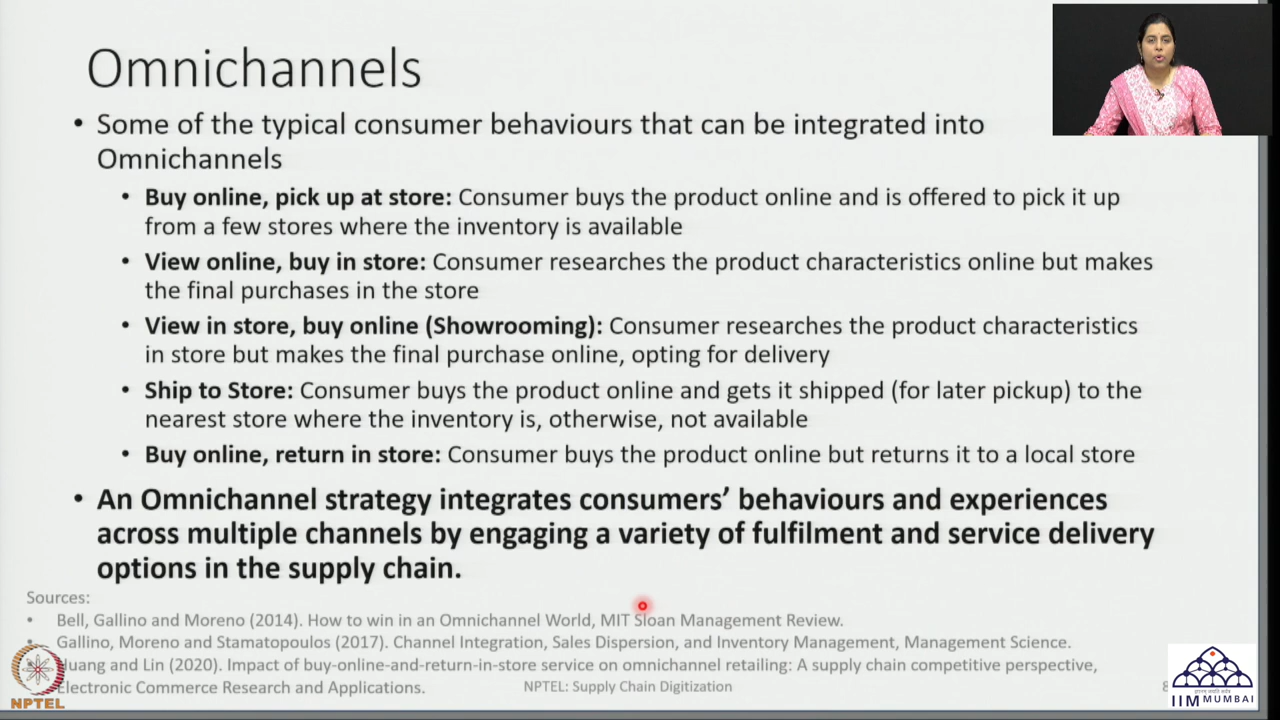 Omnichannels
• Some of the typical consumer behaviours that can be integrated into
Omnichannels
• Buy online, pick up at store: Consumer buys the product online and is offered to pick it up
from a few stores where the inventory is available
• View online, buy in store: Consumer researches the product characteristics online but makes
the final purchases in the store
• View in store, buy online (Showrooming): Consumer researches the product characteristics
in store but makes the final purchase online, opting for delivery
• Ship to Store: Consumer buys the product online and gets it shipped (for later pickup) to the
nearest store where the inventory is, otherwise, not available
• Buy online, return in store: Consumer buys the product online but returns it to a local store
• An Omnichannel strategy integrates consumers’ behaviours and experiences
across multiple channels by engaging a variety of fulfilment and service delivery
options in the supply chain.
Sources:
• Bell, Gallino and Moreno (2014). How to win in an Omnichannel World, MIT Sloan Management Review.
• Gallino, Moreno and Stamatopoulos (2017). Channel Integration, Sales Dispersion, and Inventory Management, Management Science.
Huang and Lin (2020). Impact of buy-online-and-return-in-store service on omnichannel retailing: A supply chain competitive perspective,
Electronic Commerce Research and Applications.
NPTEL: Supply Chain Digitization
NPTEL
IIM MUMBAI